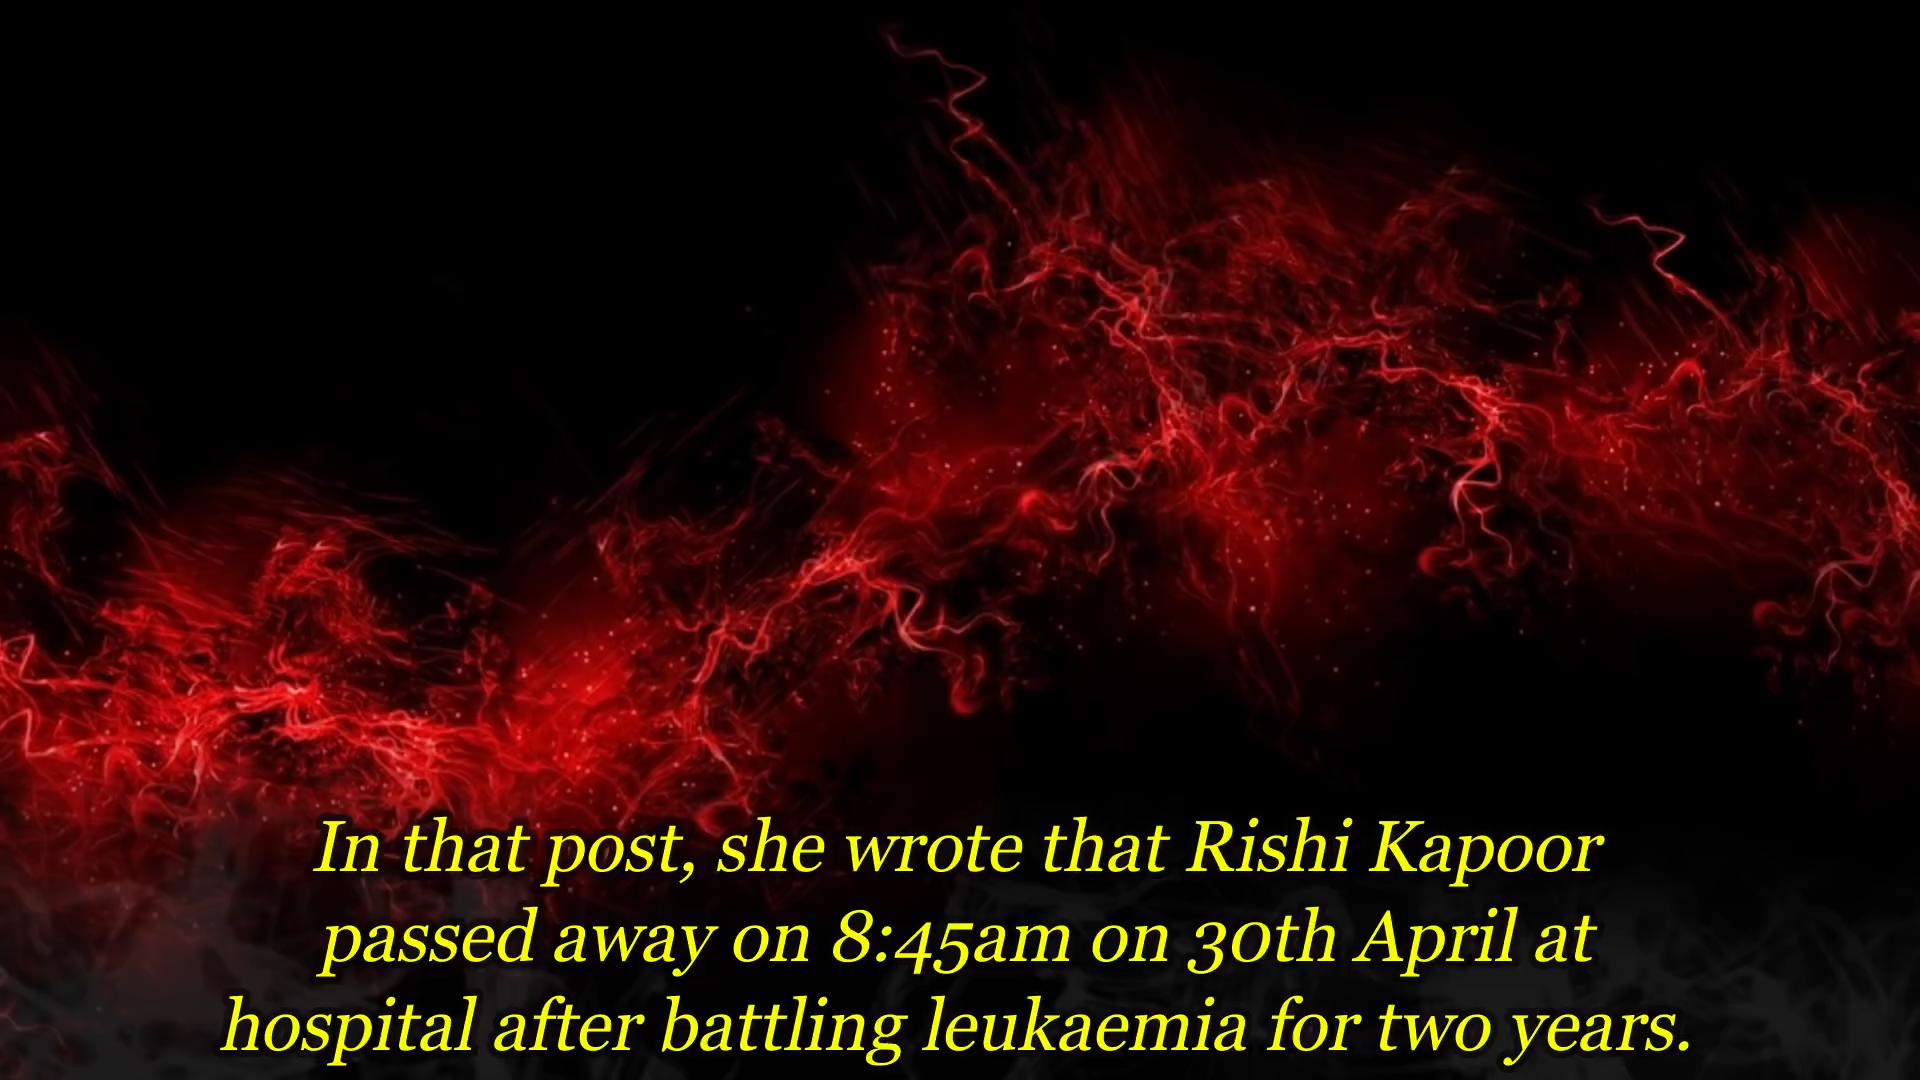 In that post, she wrote that Rishi Kapoor
passed away on 8:45am on 30th April at
hospital after battling leukaemia for two years.